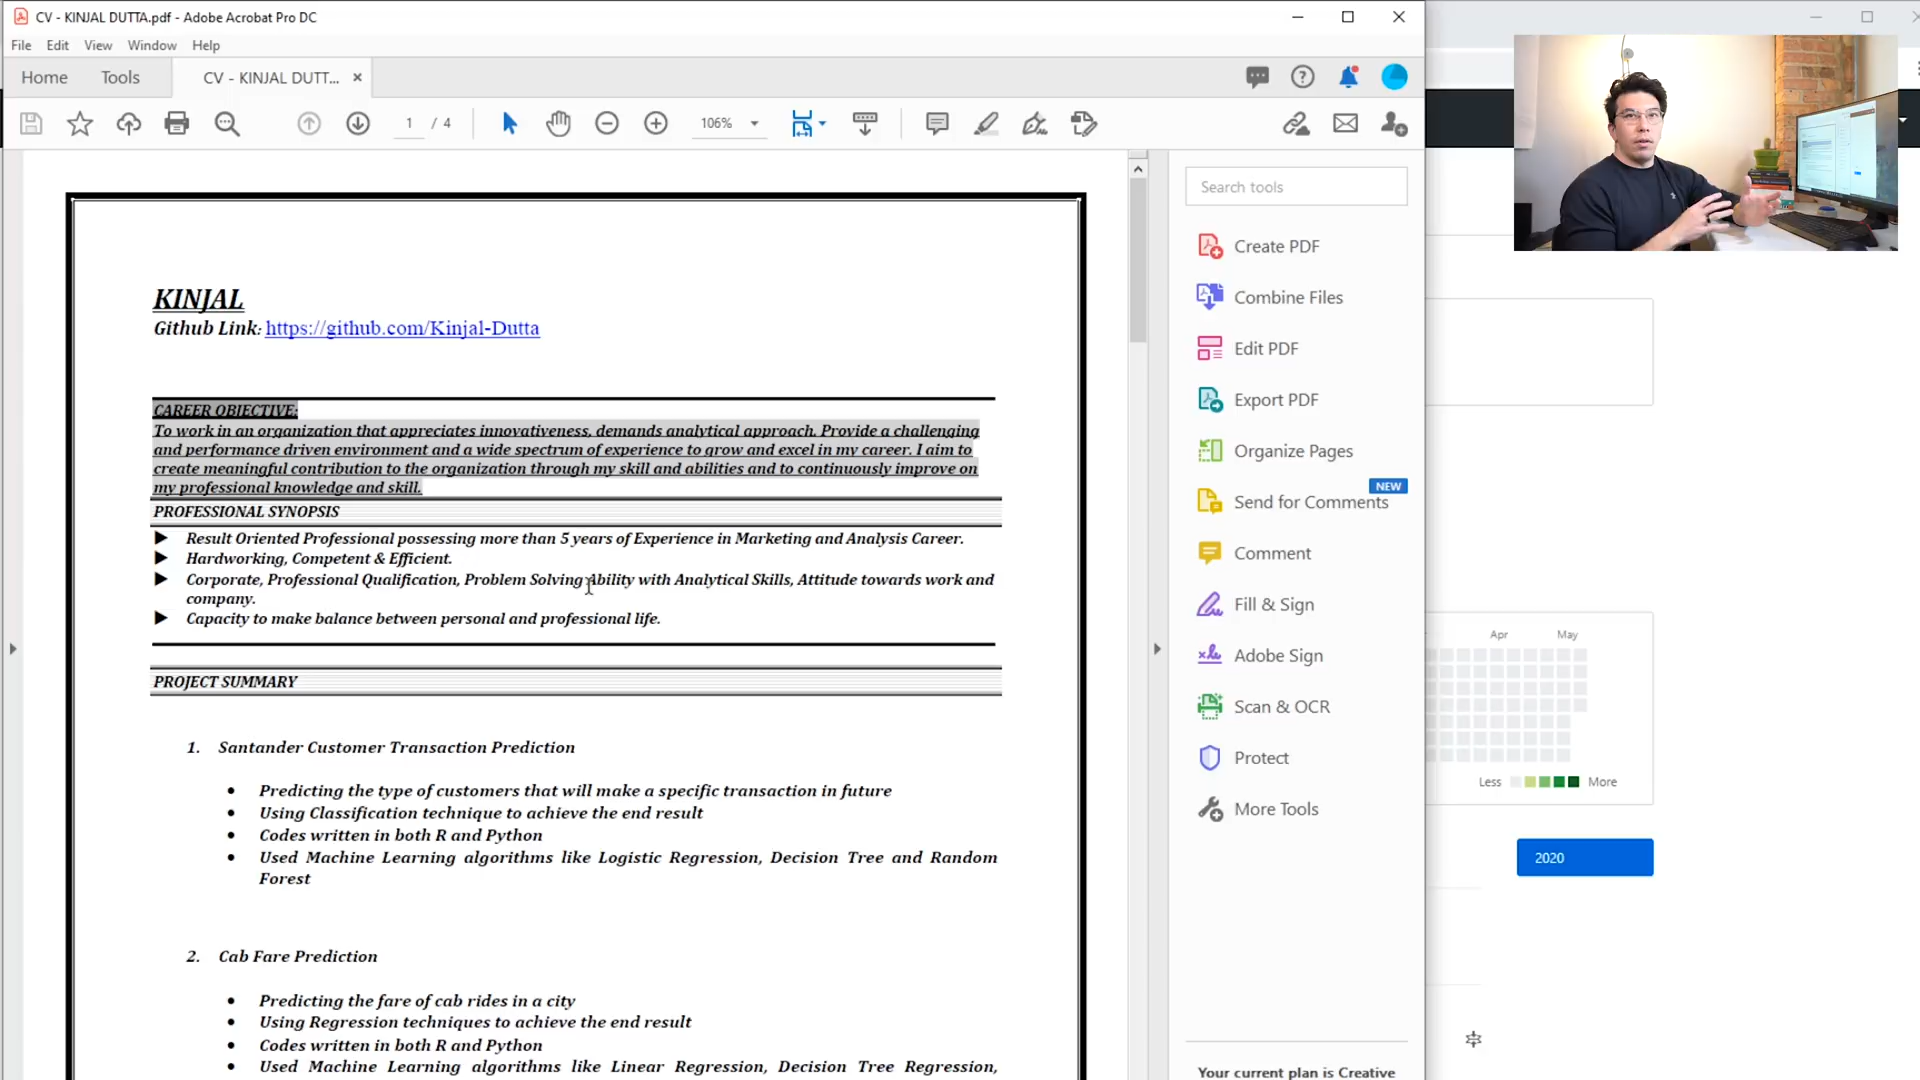 CV - KINJAL DUTTA.pdf - Adobe Acrobat Pro DC
File Edit View Window Help
Home Tools CV - KINJAL DUTT... ×
1 / 4 106%
KINJAL
Github Link: https://github.com/Kinjal-Dutta
CAREER OBJECTIVE:
To work in an organization that appreciates innovativeness, demands analytical approach. Provide a challenging
and performance driven environment and a wide spectrum of experience to grow and excel in my career. I aim to
create meaningful contribution to the organization through my skill and abilities and to continuously improve on
my professional knowledge and skill.
PROFESSIONAL SYNOPSIS
Result Oriented Professional possessing more than 5 years of Experience in Marketing and Analysis Career.
Hardworking, Competent & Efficient.
Corporate, Professional Qualification, Problem Solving Ability with Analytical Skills, Attitude towards work and
company.
Capacity to make balance between personal and professional life.
PROJECT SUMMARY
1. Santander Customer Transaction Prediction
• Predicting the type of customers that will make a specific transaction in future
• Using Classification technique to achieve the end result
• Codes written in both R and Python
• Used Machine Learning algorithms like Logistic Regression, Decision Tree and Random
Forest
2. Cab Fare Prediction
• Predicting the fare of cab rides in a city
• Using Regression techniques to achieve the end result
• Codes written in both R and Python
• Used Machine Learning algorithms like Linear Regression, Decision Tree Regression,
Search tools
Create PDF
Combine Files
Edit PDF
Export PDF
Organize Pages
NEW
Send for Comments
Comment
Fill & Sign
Adobe Sign
Scan & OCR
Protect
More Tools
Your current plan is Creative
Apr May
Less More
2020